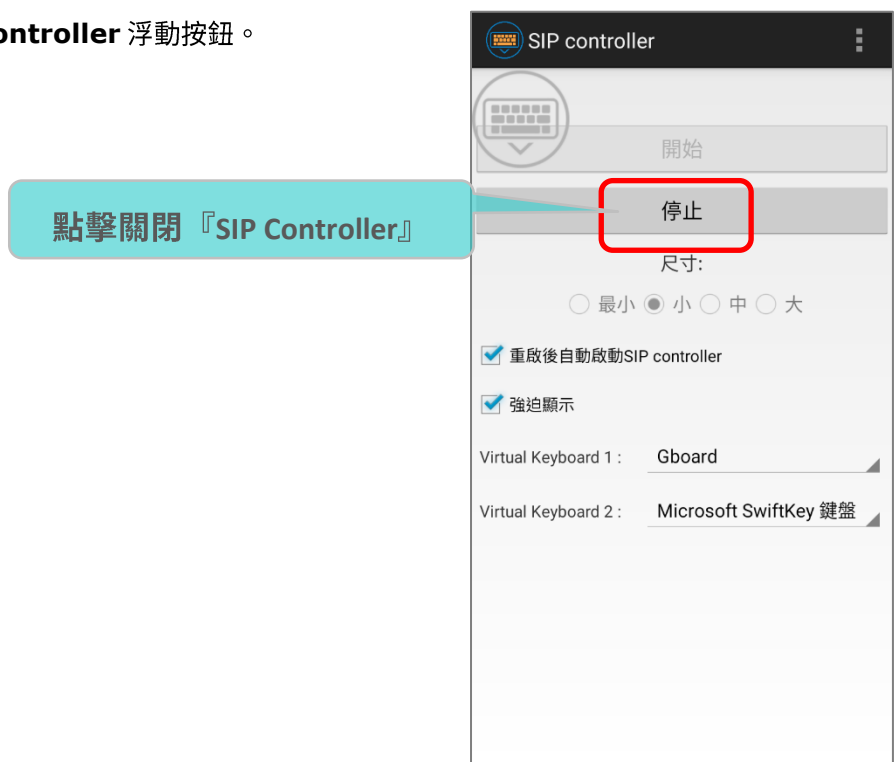 ontroller 浮動按鈕。
SIP controller
開始
點擊關閉『SIP Controller』
停止
尺寸:
最小 小 中 大
重啟後自動啟動SIP controller
強迫顯示
Virtual Keyboard 1 : Gboard
Virtual Keyboard 2 : Microsoft SwiftKey 鍵盤